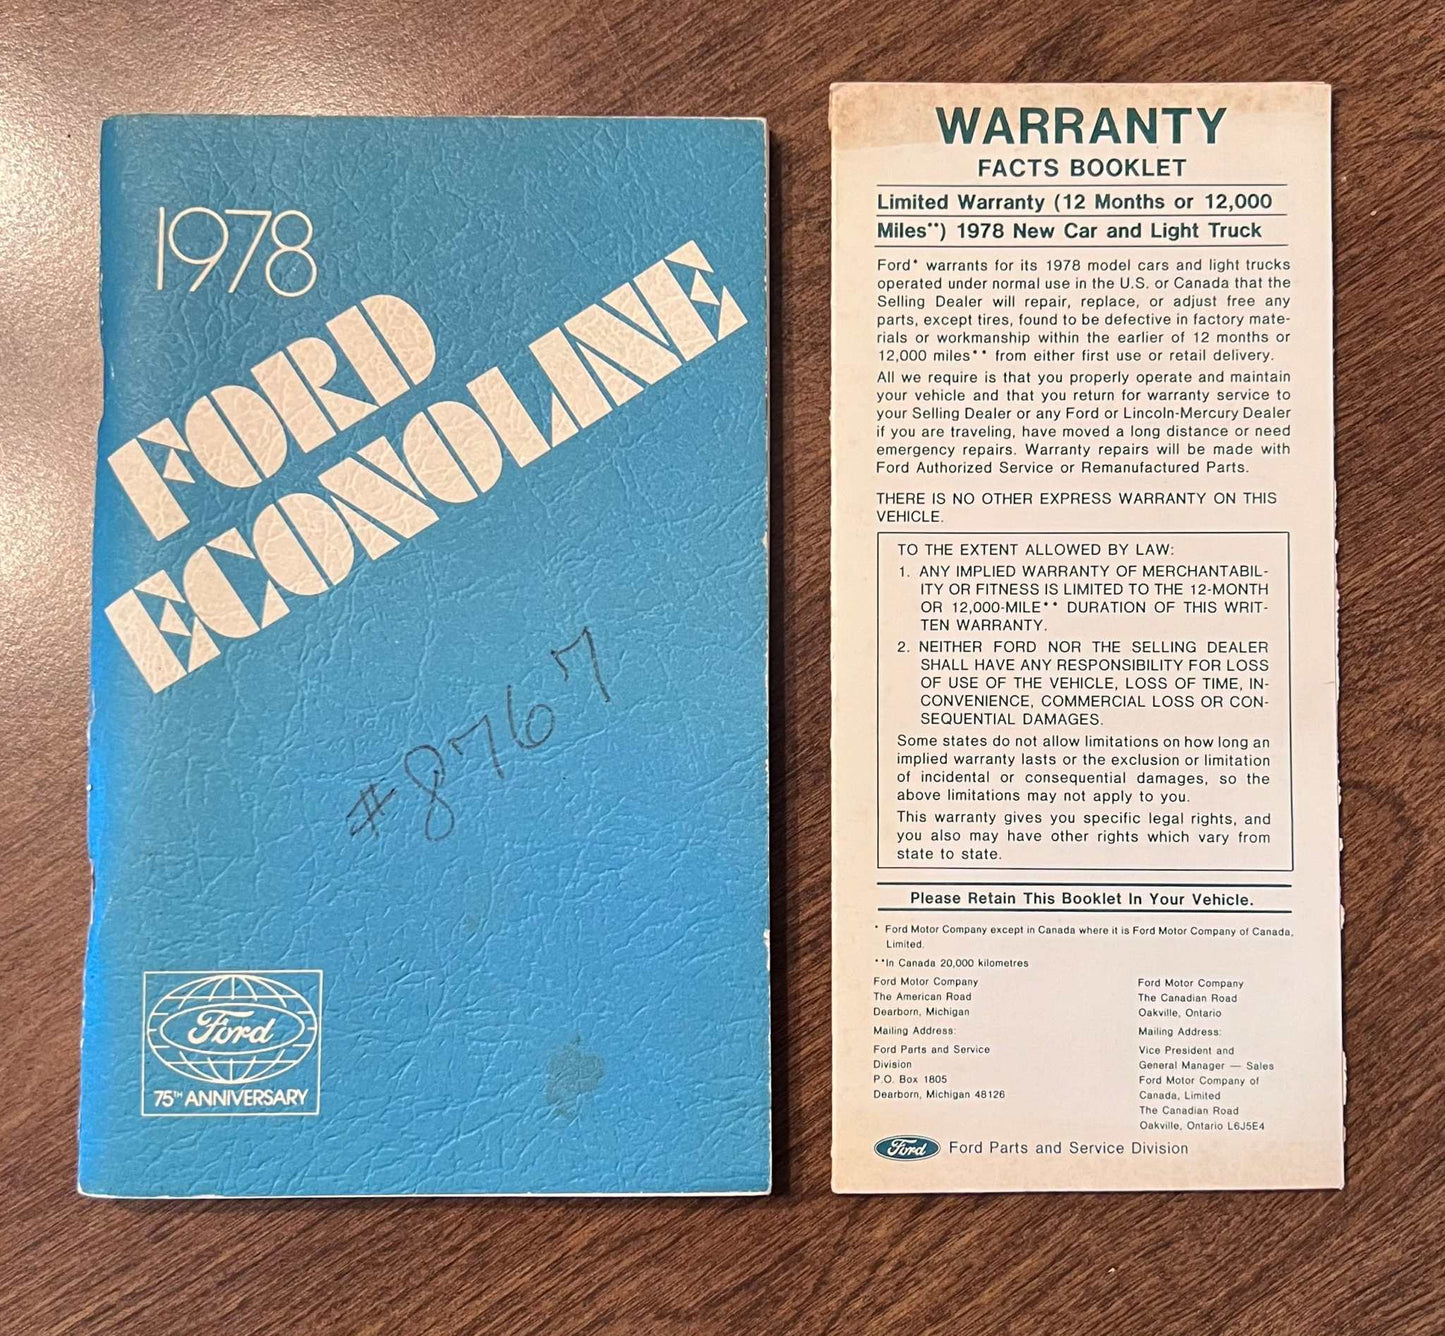 1978
FORD
ECONOLINE
#8767
Ford
75TH ANNIVERSARY
WARRANTY
FACTS BOOKLET
Limited Warranty (12 Months or 12,000
Miles**) 1978 New Car and Light Truck
Ford* warrants for its 1978 model cars and light trucks
operated under normal use in the U.S. or Canada that the
Selling Dealer will repair, replace, or adjust free any
parts, except tires, found to be defective in factory mate-
rials or workmanship within the earlier of 12 months or
12,000 miles** from either first use or retail delivery.
All we require is that you properly operate and maintain
your vehicle and that you return for warranty service to
your Selling Dealer or any Ford or Lincoln-Mercury Dealer
if you are traveling, have moved a long distance or need
emergency repairs. Warranty repairs will be made with
Ford Authorized Service or Remanufactured Parts.
THERE IS NO OTHER EXPRESS WARRANTY ON THIS
VEHICLE.
TO THE EXTENT ALLOWED BY LAW:
1. ANY IMPLIED WARRANTY OF MERCHANTABIL-
ITY OR FITNESS IS LIMITED TO THE 12-MONTH
OR 12,000-MILE** DURATION OF THIS WRIT-
TEN WARRANTY.
2. NEITHER FORD NOR THE SELLING DEALER
SHALL HAVE ANY RESPONSIBILITY FOR LOSS
OF USE OF THE VEHICLE, LOSS OF TIME, IN-
CONVENIENCE, COMMERCIAL LOSS OR CON-
SEQUENTIAL DAMAGES.
Some states do not allow limitations on how long an
implied warranty lasts or the exclusion or limitation
of incidental or consequential damages, so the
above limitations may not apply to you.
This warranty gives you specific legal rights, and
you also may have other rights which vary from
state to state.
Please Retain This Booklet In Your Vehicle.
* Ford Motor Company except in Canada where it is Ford Motor Company of Canada,
Limited.
**In Canada 20,000 kilometres
Ford Motor Company
The American Road
Dearborn, Michigan
Mailing Address:
Ford Parts and Service
Division
P.O. Box 1805
Dearborn, Michigan 48126
Ford Motor Company
The Canadian Road
Oakville, Ontario
Mailing Address:
Vice President and
General Manager — Sales
Ford Motor Company of
Canada, Limited
The Canadian Road
Oakville, Ontario L6J5E4
Ford Ford Parts and Service Division